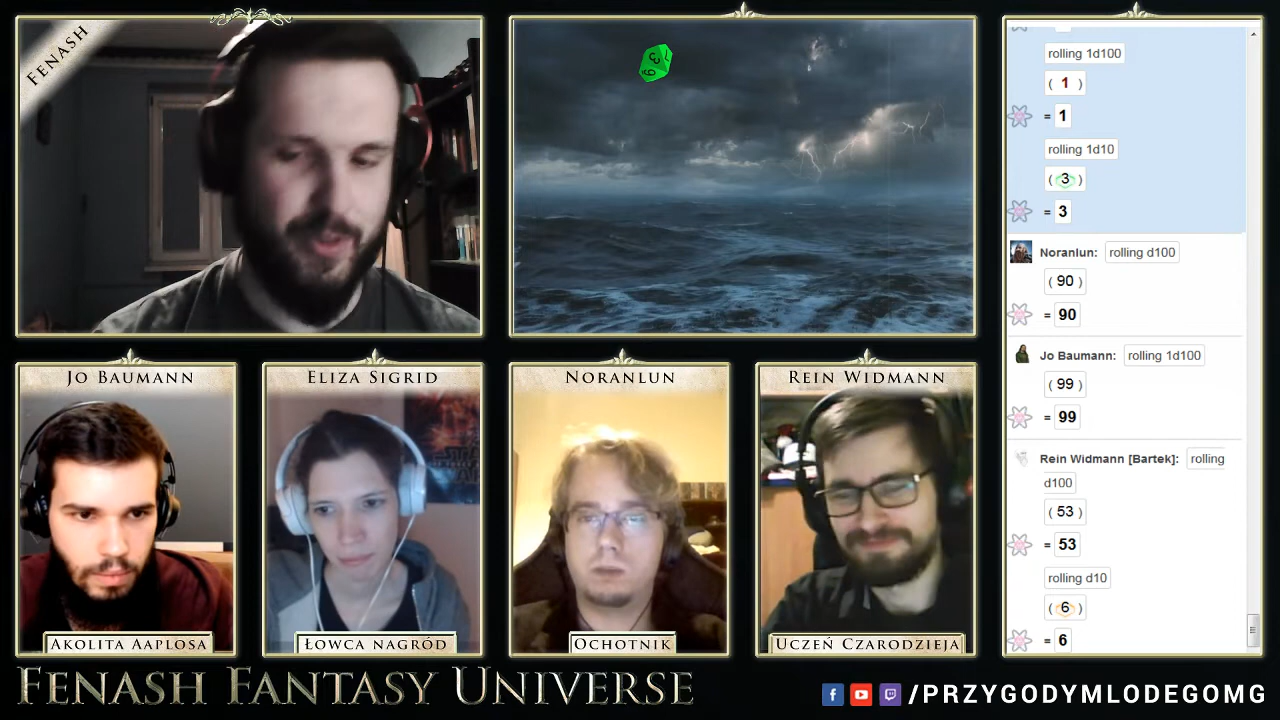 FENASH
rolling 1d100
( 1 )
= 1
rolling 1d10
( 3 )
= 3
Noranlun: rolling d100
( 90 )
= 90
Jo Baumann: rolling 1d100
( 99 )
= 99
Rein Widmann [Bartek]: rolling
d100
( 53 )
= 53
rolling d10
( 6 )
= 6
JO BAUMANN
AKOLITA AAPLOSA
ELIZA SIGRID
ŁOWCA NAGRÓD
NORANLUN
OCHOTNIK
REIN WIDMANN
UCZEŃ CZARODZIEJA
FENASH FANTASY UNIVERSE
/PRZYGODYMLODEGOMG